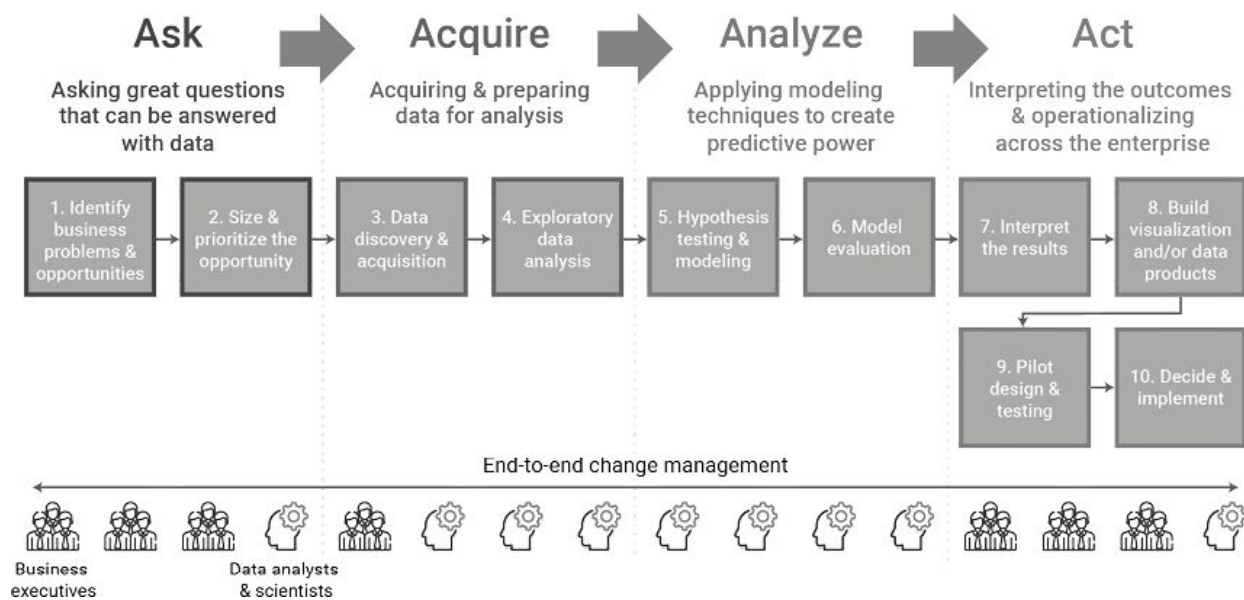 Ask
Acquire
Analyze
Act
Asking great questions
that can be answered
with data
Acquiring & preparing
data for analysis
Applying modeling
techniques to create
predictive power
Interpreting the outcomes
& operationalizing
across the enterprise
1. Identify
business
problems &
opportunities
2. Size &
prioritize the
opportunity
3. Data
discovery &
acquisition
4. Exploratory
data
analysis
5. Hypothesis
testing &
modeling
6. Model
evaluation
7. Interpret
the results
8. Build
visualization
and/or data
products
9. Pilot
design &
testing
10. Decide &
implement
End-to-end change management
Business
executives
Data analysts
& scientists